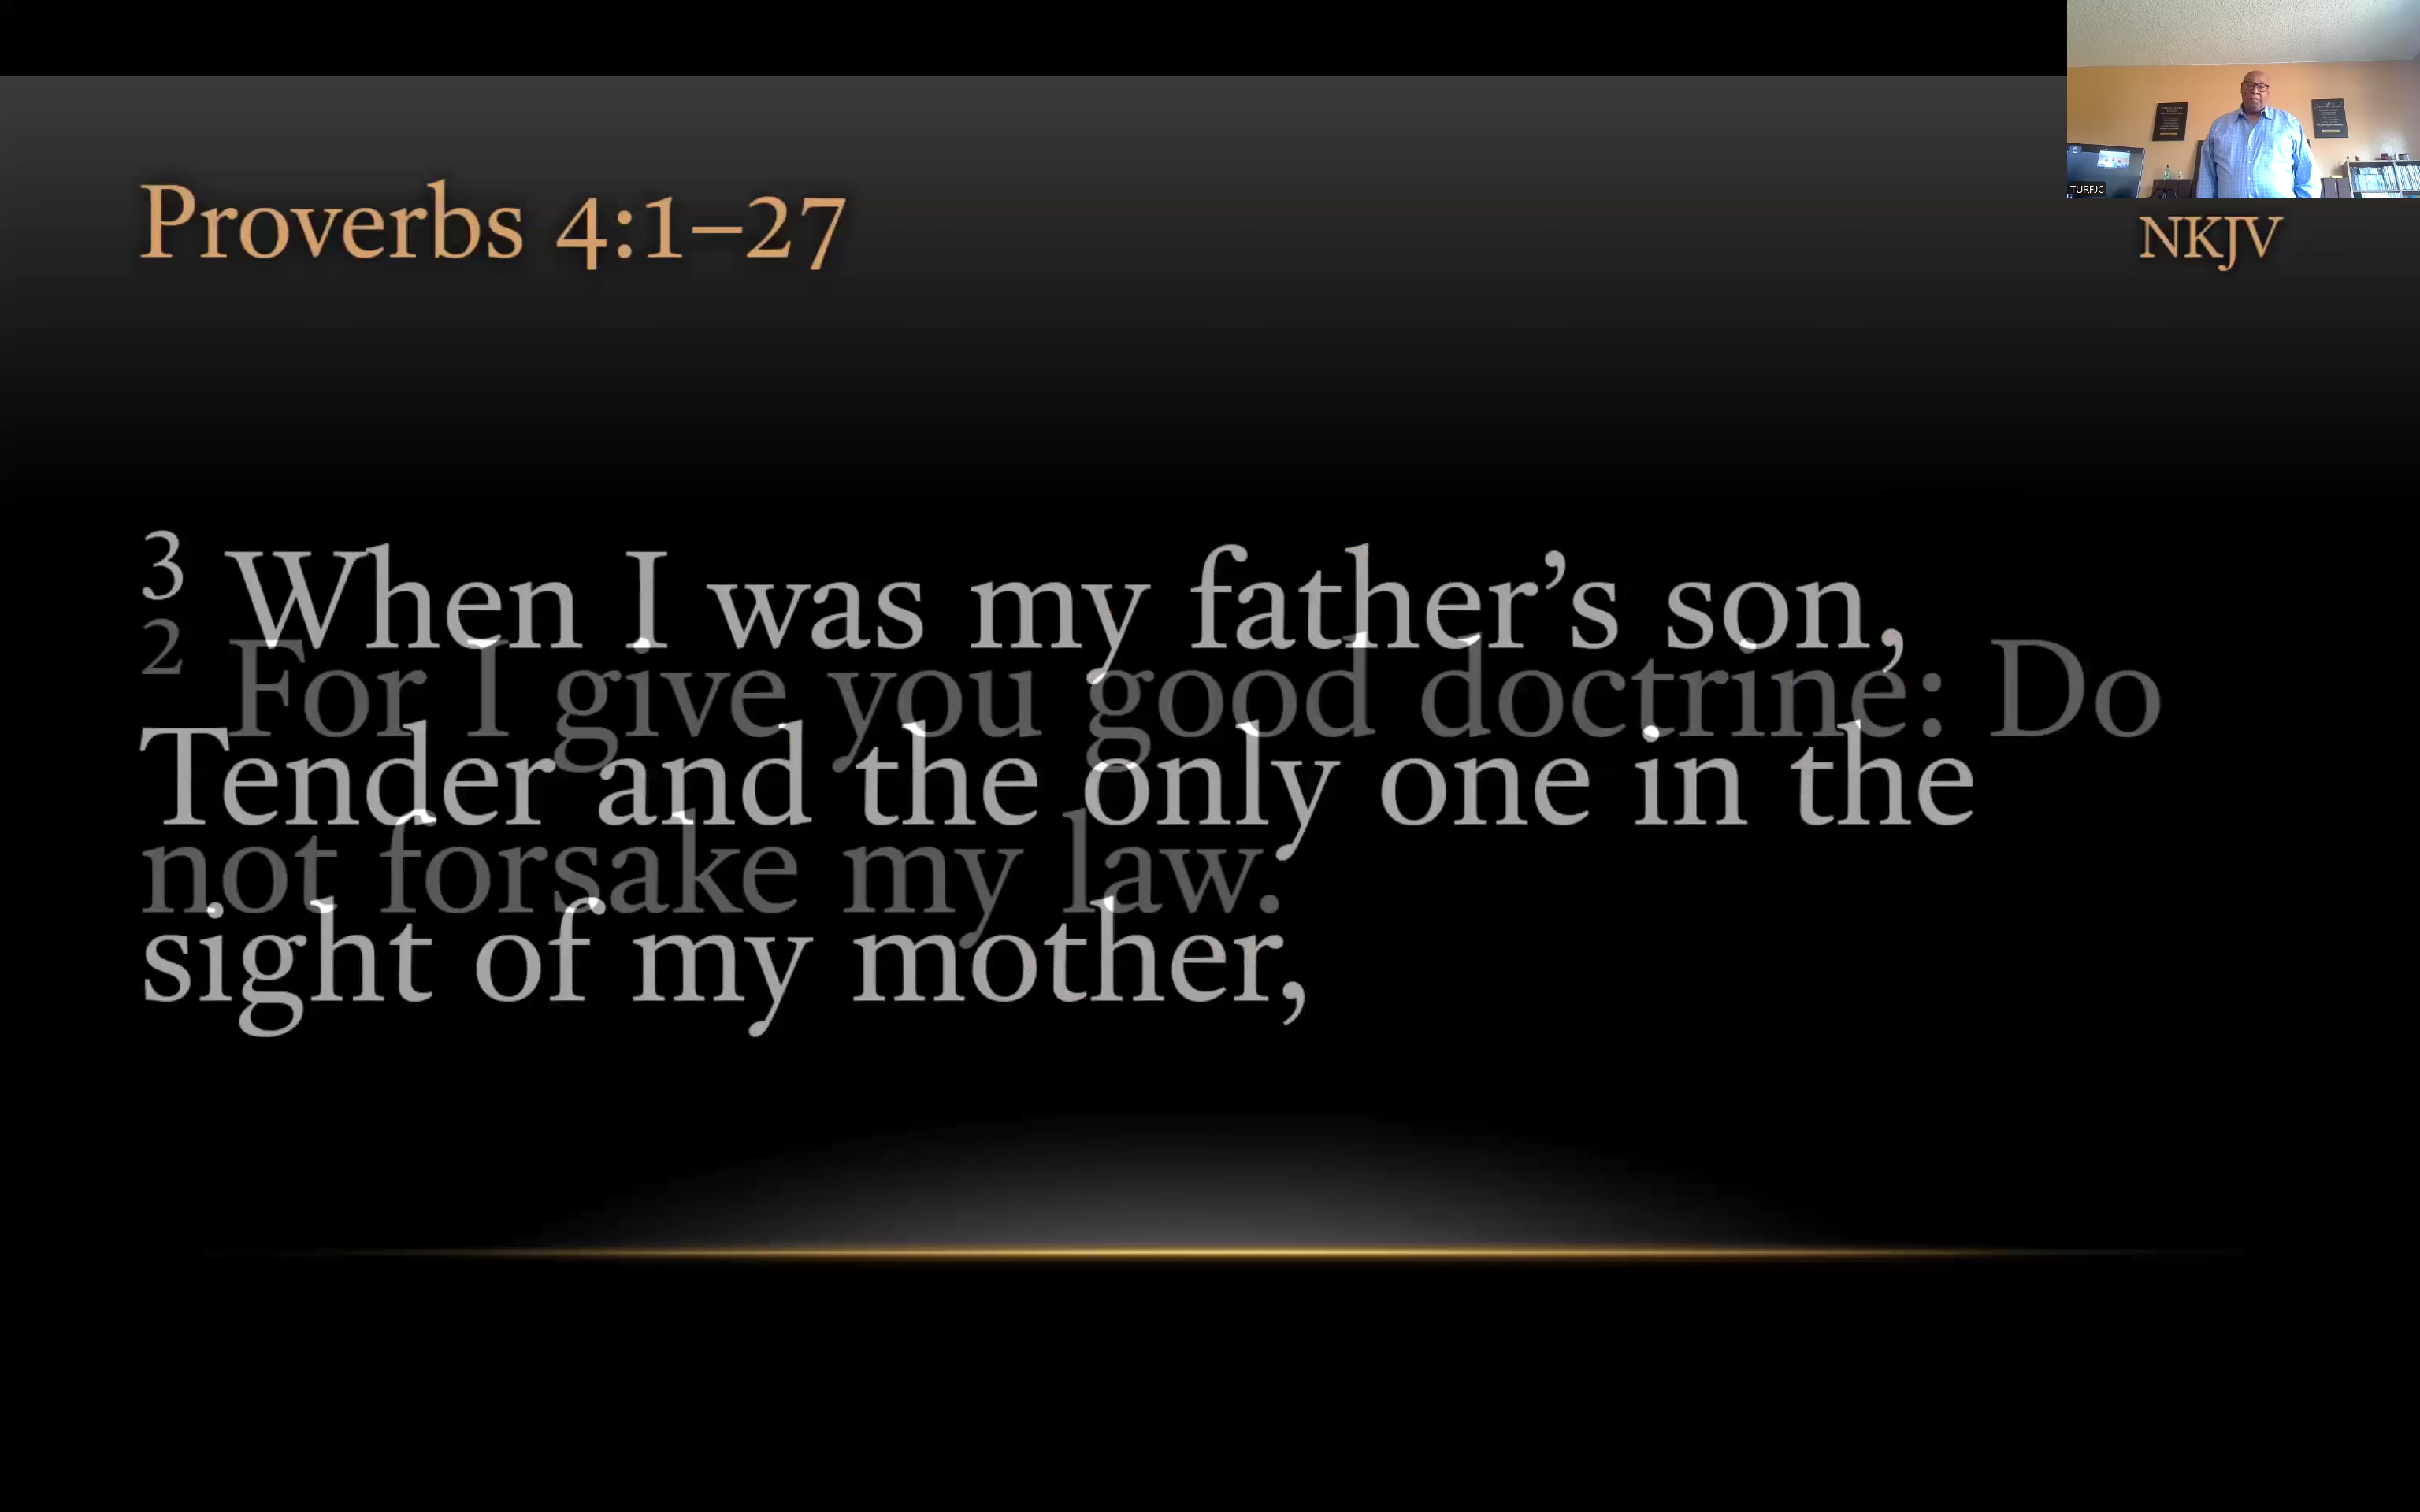 TURFJC
Proverbs 4:1–27
NKJV
3 When I was my father’s son,
Tender and the only one in the
sight of my mother,
2 For I give you good doctrine: Do
not forsake my law.